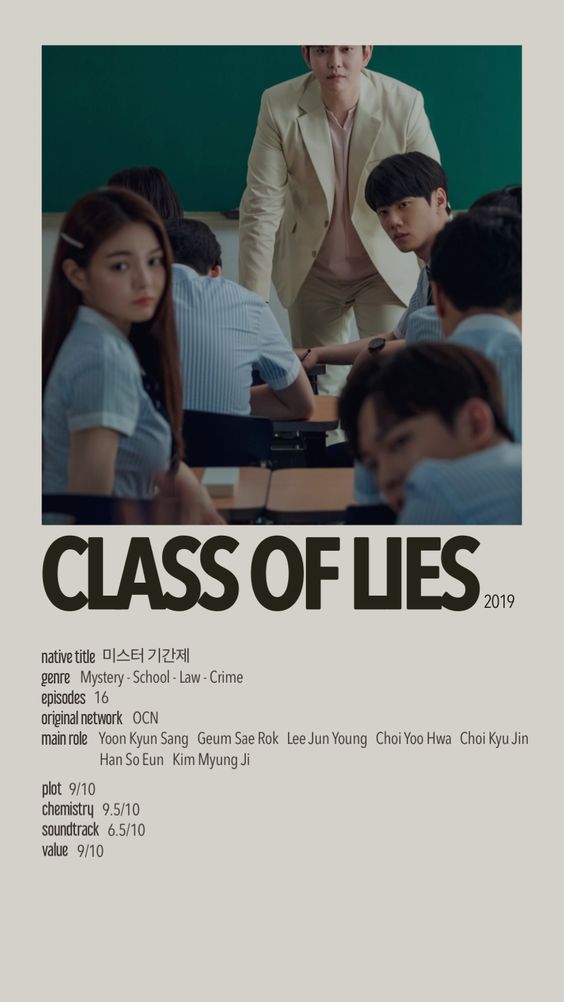 CLASS OF LIES 2019
native title 미스터 기간제
genre Mystery - School - Law - Crime
episodes 16
original network OCN
main role Yoon Kyun Sang Geum Sae Rok Lee Jun Young Choi Yoo Hwa Choi Kyu Jin
Han So Eun Kim Myung Ji
plot 9/10
chemistry 9.5/10
soundtrack 6.5/10
value 9/10